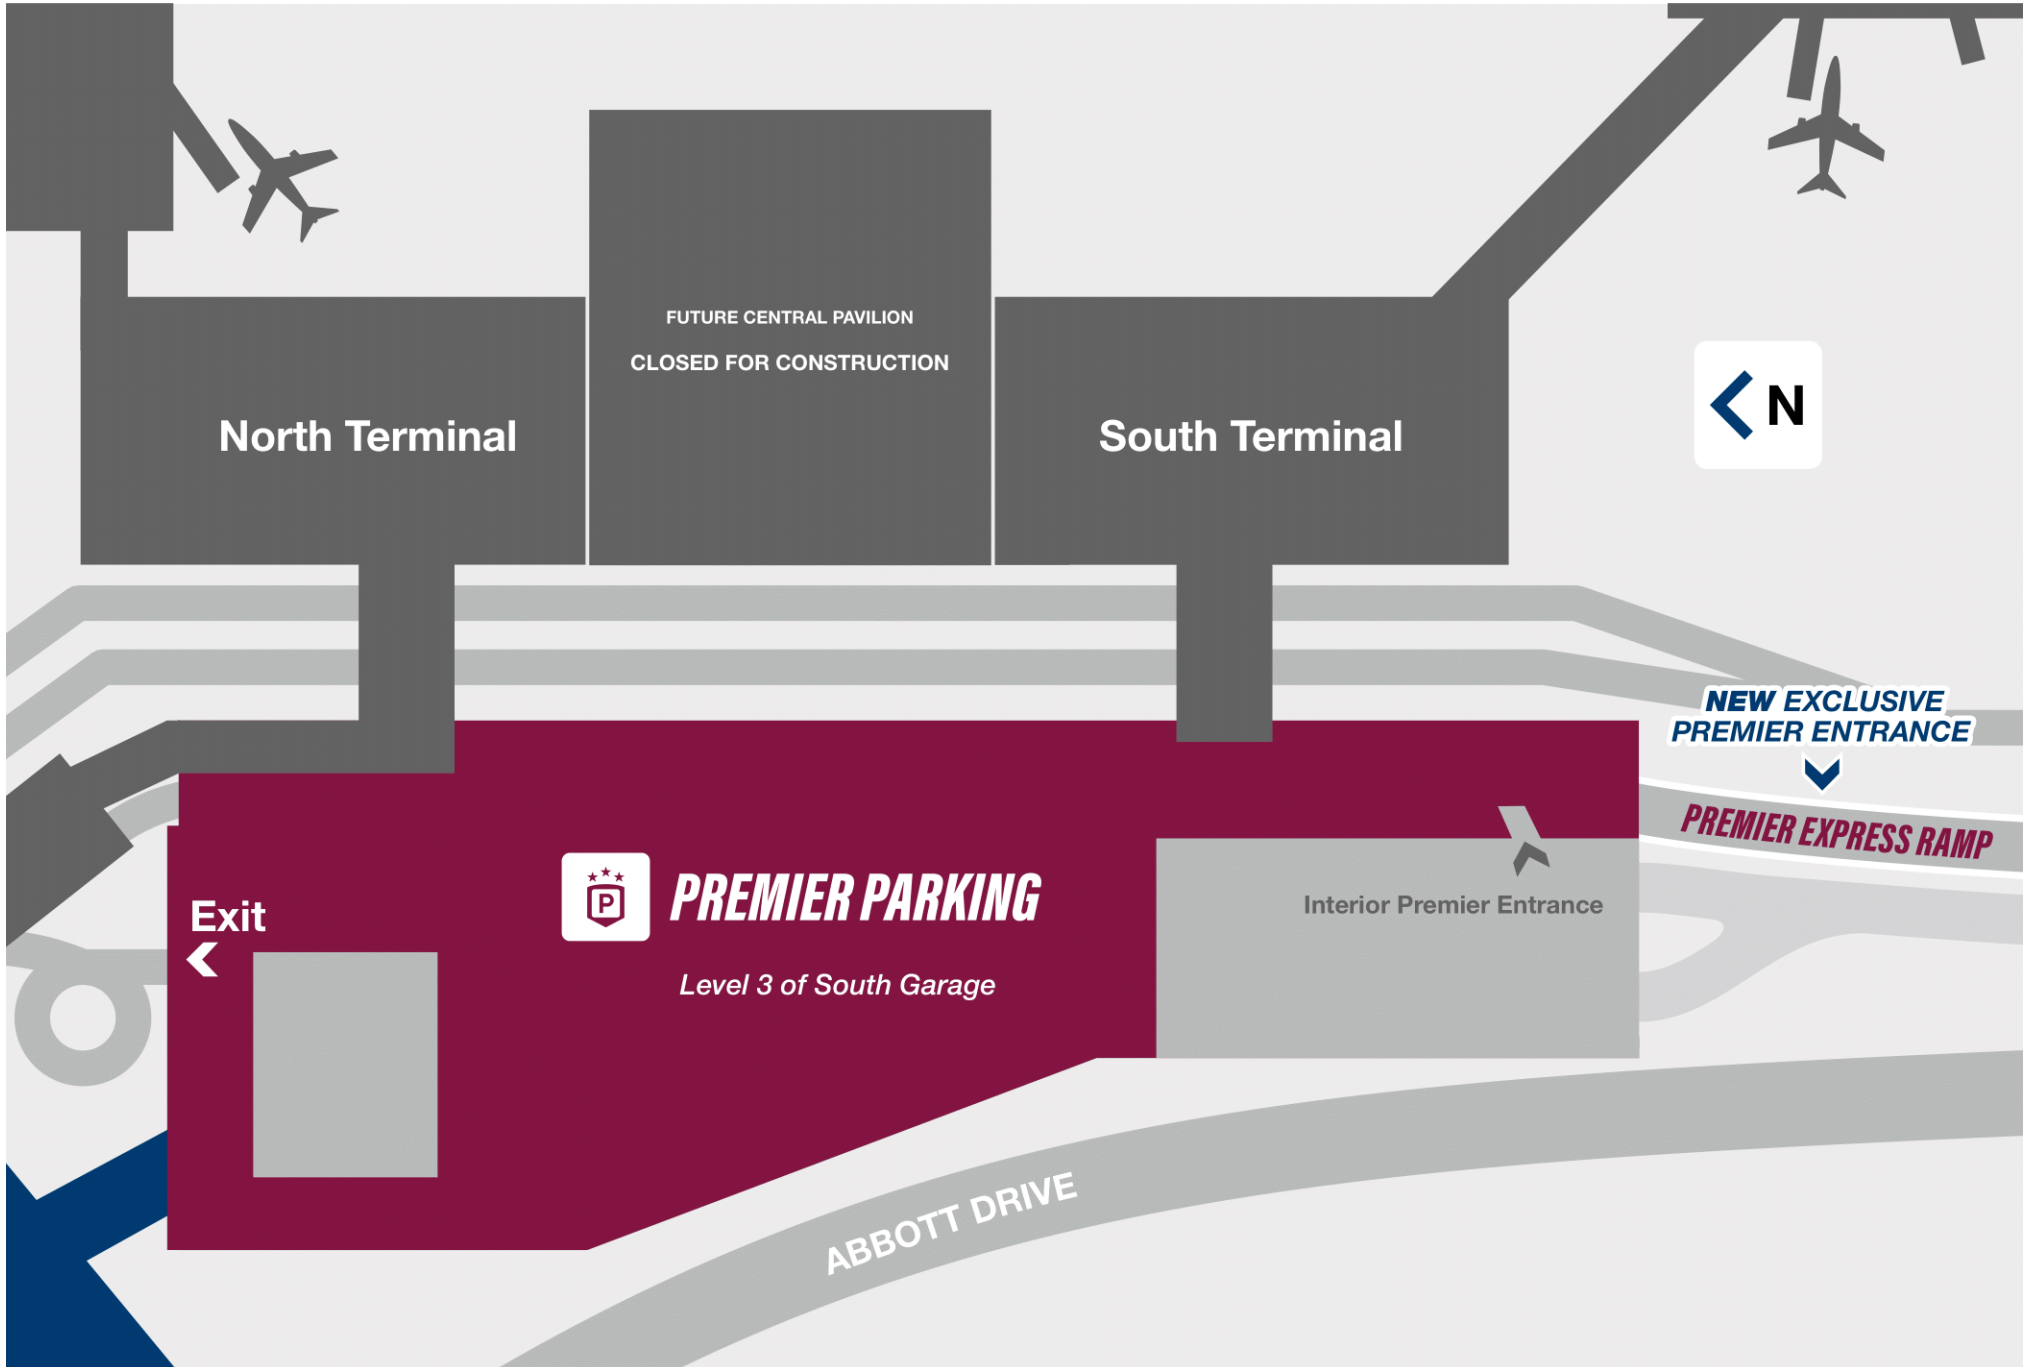 FUTURE CENTRAL PAVILION
CLOSED FOR CONSTRUCTION
North Terminal
South Terminal
N
NEW EXCLUSIVE
PREMIER ENTRANCE
PREMIER EXPRESS RAMP
P
PREMIER PARKING
Level 3 of South Garage
Exit
Interior Premier Entrance
ABBOTT DRIVE